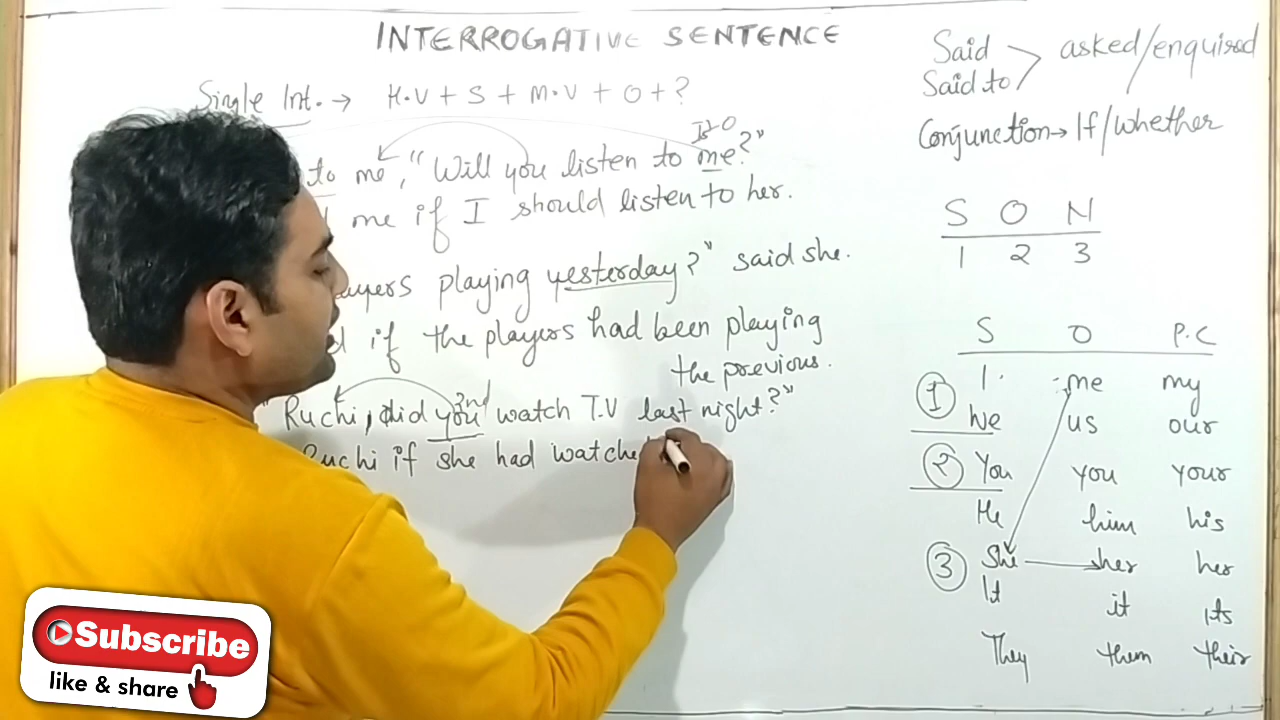 INTERROGATIVE SENTENCE
Single Int. → H.V + S + M.V + O + ?
Ist O
to me, "Will you listen to me?"
me if I should listen to her.
playing yesterday?" said she.
if the players had been playing
the previous.
2nd
" Ruchi, did you watch T.V last night?"
Ruchi if she had watche
Said
Said to
asked/enquired
Conjunction → If/whether
S O N
1 2 3
S O P.C
1 I me my
We us our
2 You you your
He him his
3 She her her
It it its
They them their
Subscribe
like & share